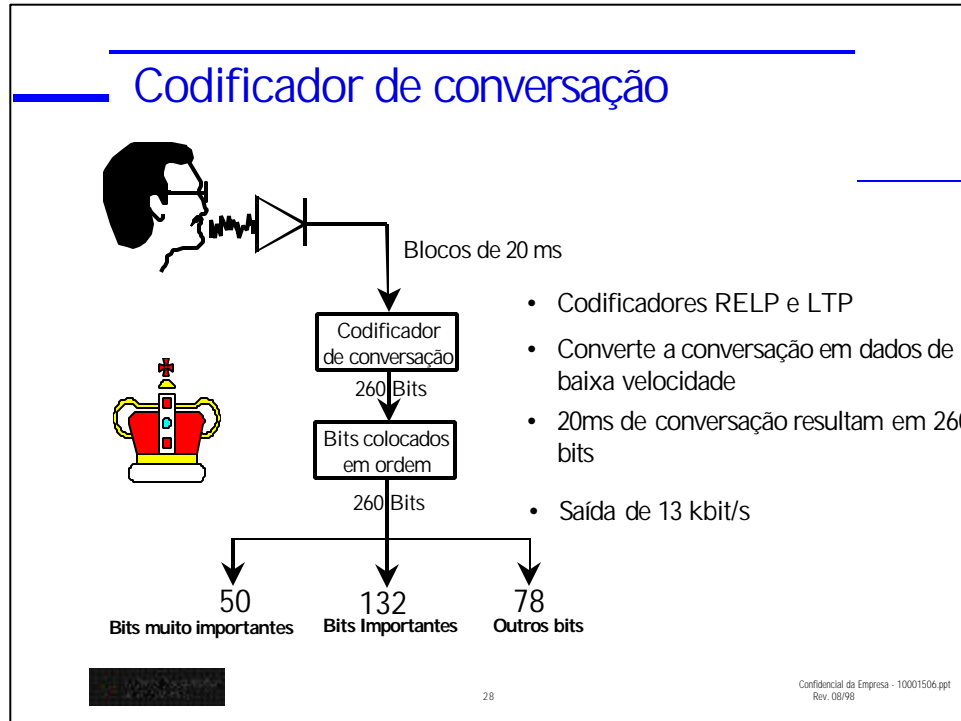 Codificador de conversação
Blocos de 20 ms
Codificador
de conversação
260 Bits
Bits colocados
em ordem
260 Bits
50
Bits muito importantes
132
Bits Importantes
78
Outros bits
• Codificadores RELP e LTP
• Converte a conversação em dados de
baixa velocidade
• 20ms de conversação resultam em 260
bits
• Saída de 13 kbit/s
28
Confidencial da Empresa - 10001506.ppt
Rev. 08/98